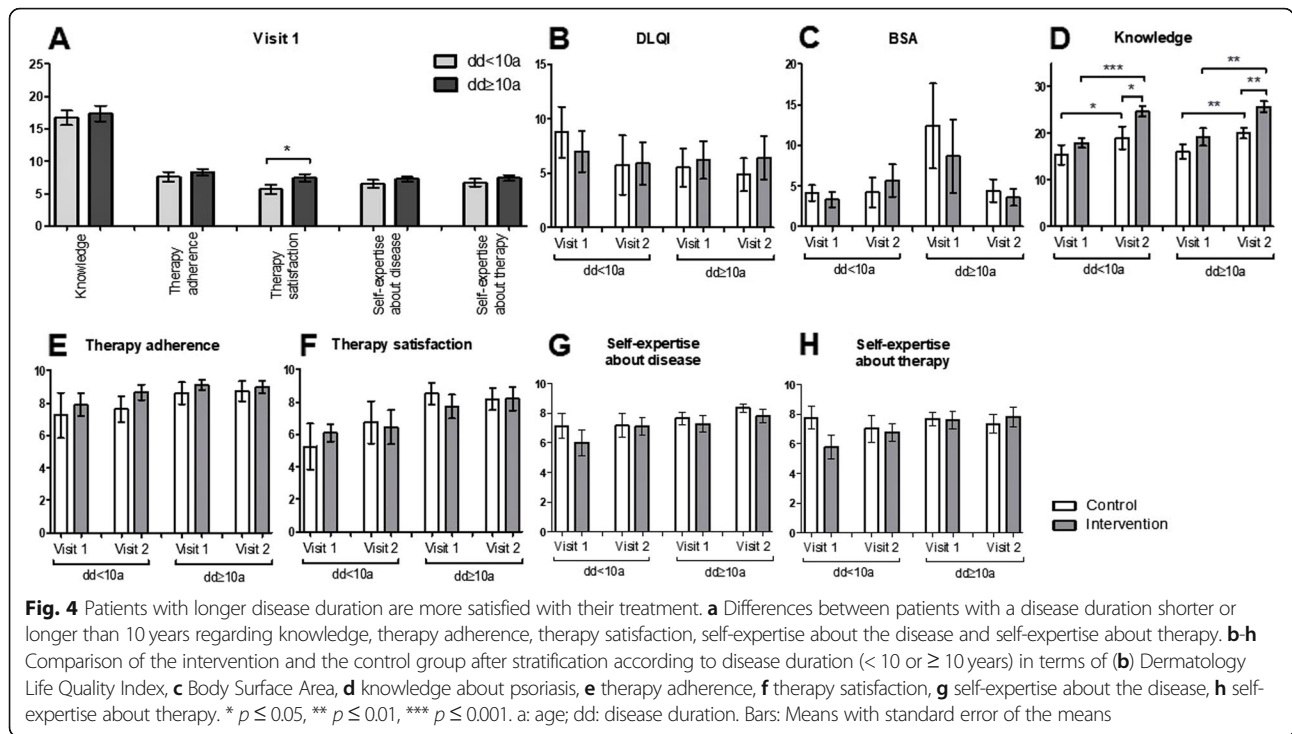 A
Visit 1
dd<10a
dd≥10a
*
25
20
15
10
5
0
Knowledge
Therapy
adherence
Therapy
satisfaction
Self-expertise
about disease
Self-expertise
about therapy
B
DLQI
15
10
5
0
Visit 1 Visit 2 Visit 1 Visit 2
dd<10a dd≥10a
C
BSA
20
15
10
5
0
Visit 1 Visit 2 Visit 1 Visit 2
dd<10a dd≥10a
D
Knowledge
*** **
* * ** **
30
20
10
0
Visit 1 Visit 2 Visit 1 Visit 2
dd<10a dd≥10a
E
Therapy adherence
10
8
6
4
2
0
Visit 1 Visit 2 Visit 1 Visit 2
dd<10a dd≥10a
F
Therapy satisfaction
10
8
6
4
2
0
Visit 1 Visit 2 Visit 1 Visit 2
dd<10a dd≥10a
G
Self-expertise
about disease
10
8
6
4
2
0
Visit 1 Visit 2 Visit 1 Visit 2
dd<10a dd≥10a
H
Self-expertise
about therapy
10
8
6
4
2
0
Visit 1 Visit 2 Visit 1 Visit 2
dd<10a dd≥10a
Control
Intervention
Fig. 4 Patients with longer disease duration are more satisfied with their treatment. a Differences between patients with a disease duration shorter or
longer than 10 years regarding knowledge, therapy adherence, therapy satisfaction, self-expertise about the disease and self-expertise about therapy. b-h
Comparison of the intervention and the control group after stratification according to disease duration (< 10 or ≥ 10 years) in terms of (b) Dermatology
Life Quality Index, c Body Surface Area, d knowledge about psoriasis, e therapy adherence, f therapy satisfaction, g self-expertise about the disease, h self-
expertise about therapy. * p ≤ 0.05, ** p ≤ 0.01, *** p ≤ 0.001. a: age; dd: disease duration. Bars: Means with standard error of the means